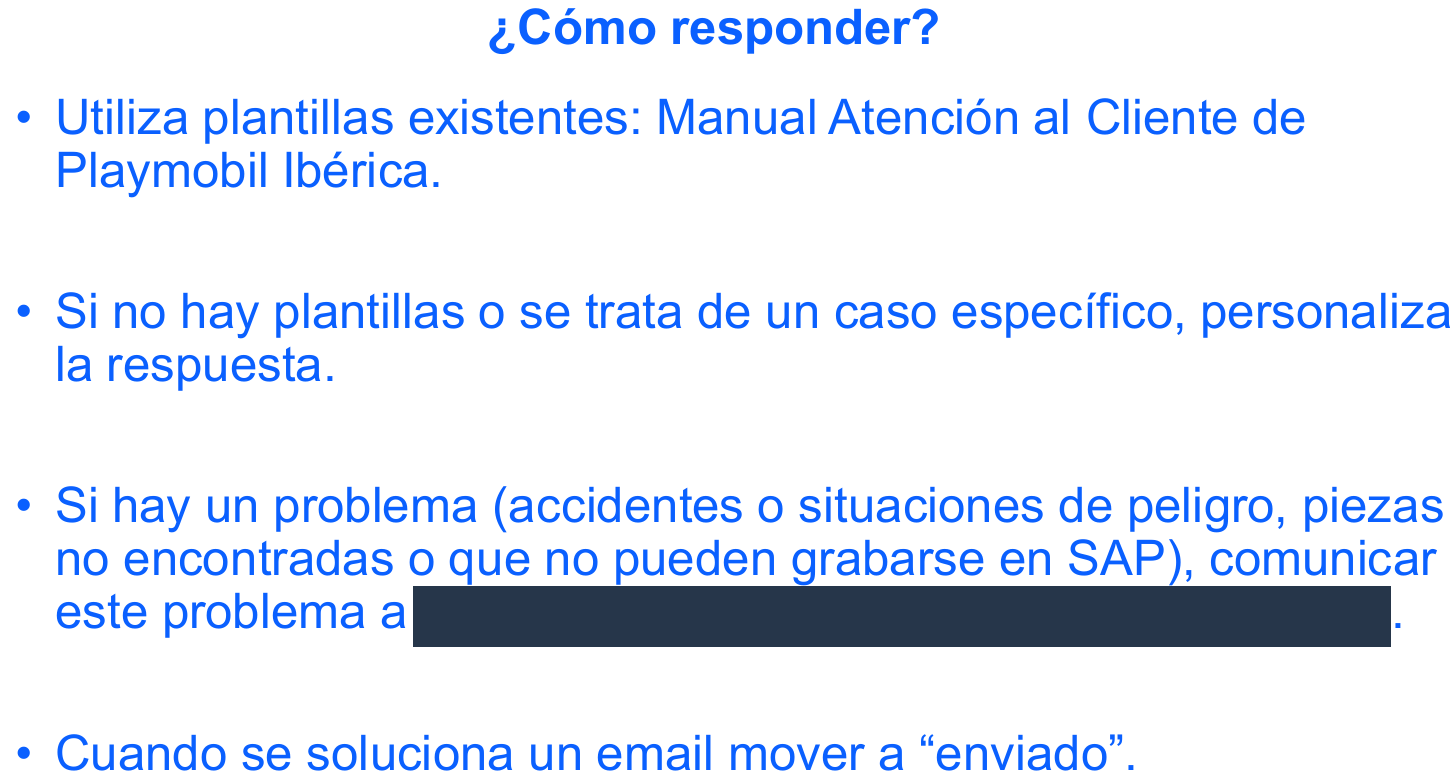 ¿Cómo responder?
• Utiliza plantillas existentes: Manual Atención al Cliente de
Playmobil Ibérica.
• Si no hay plantillas o se trata de un caso específico, personaliza
la respuesta.
• Si hay un problema (accidentes o situaciones de peligro, piezas
no encontradas o que no pueden grabarse en SAP), comunicar
este problema a .
• Cuando se soluciona un email mover a “enviado”.